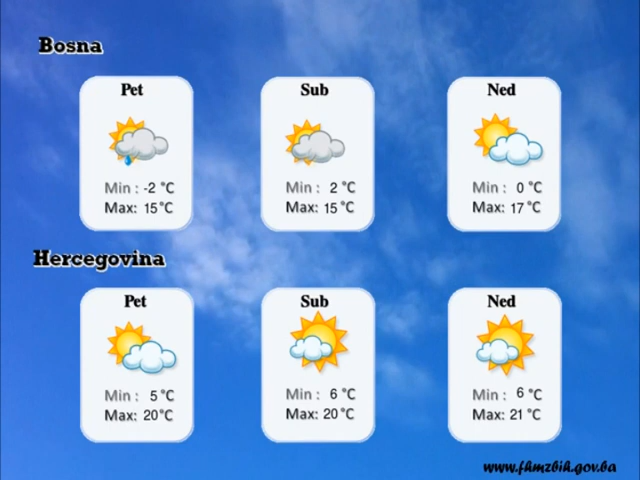 Bosna
Pet Sub Ned
Min : -2 °C Min : 2 °C Min : 0 °C
Max: 15 °C Max: 15 °C Max: 17 °C
Hercegovina
Pet Sub Ned
Min : 5 °C Min : 6 °C Min : 6 °C
Max: 20 °C Max: 20 °C Max: 21 °C
www.fhmzbih.gov.ba